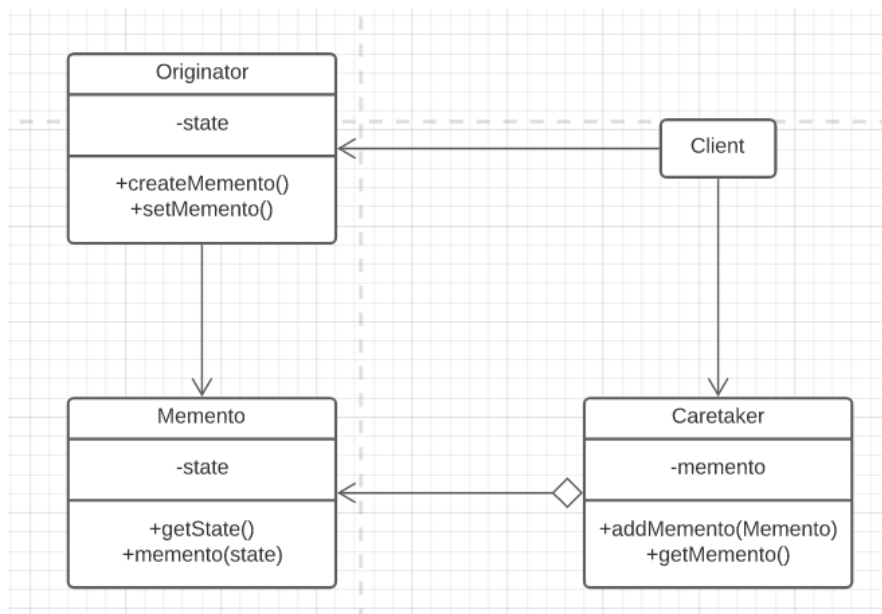 Originator
-state
+createMemento()
+setMemento()
Client
Memento
-state
+getState()
+memento(state)
Caretaker
-memento
+addMemento(Memento)
+getMemento()